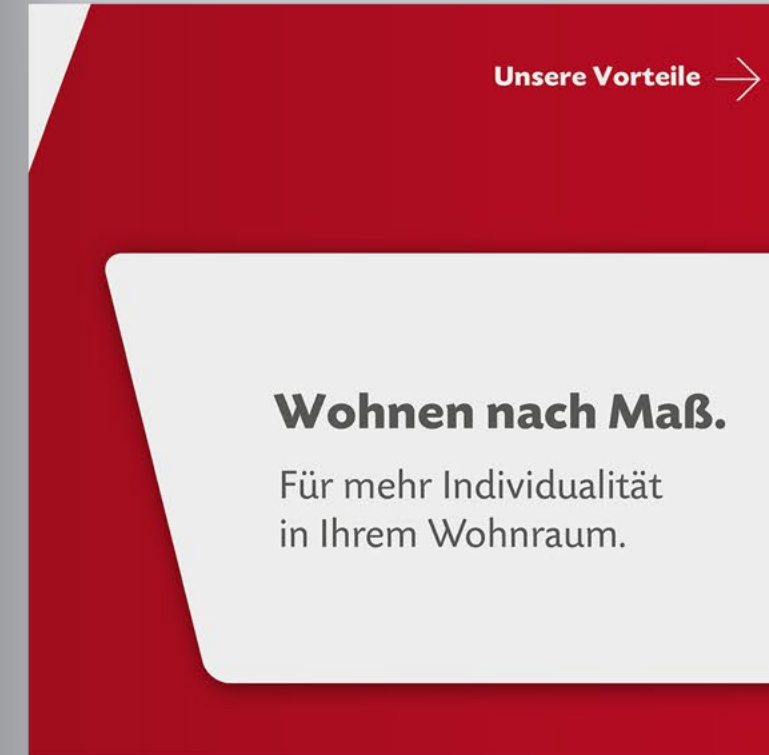 Unsere Vorteile
Wohnen nach Maß.
Für mehr Individualität
in Ihrem Wohnraum.